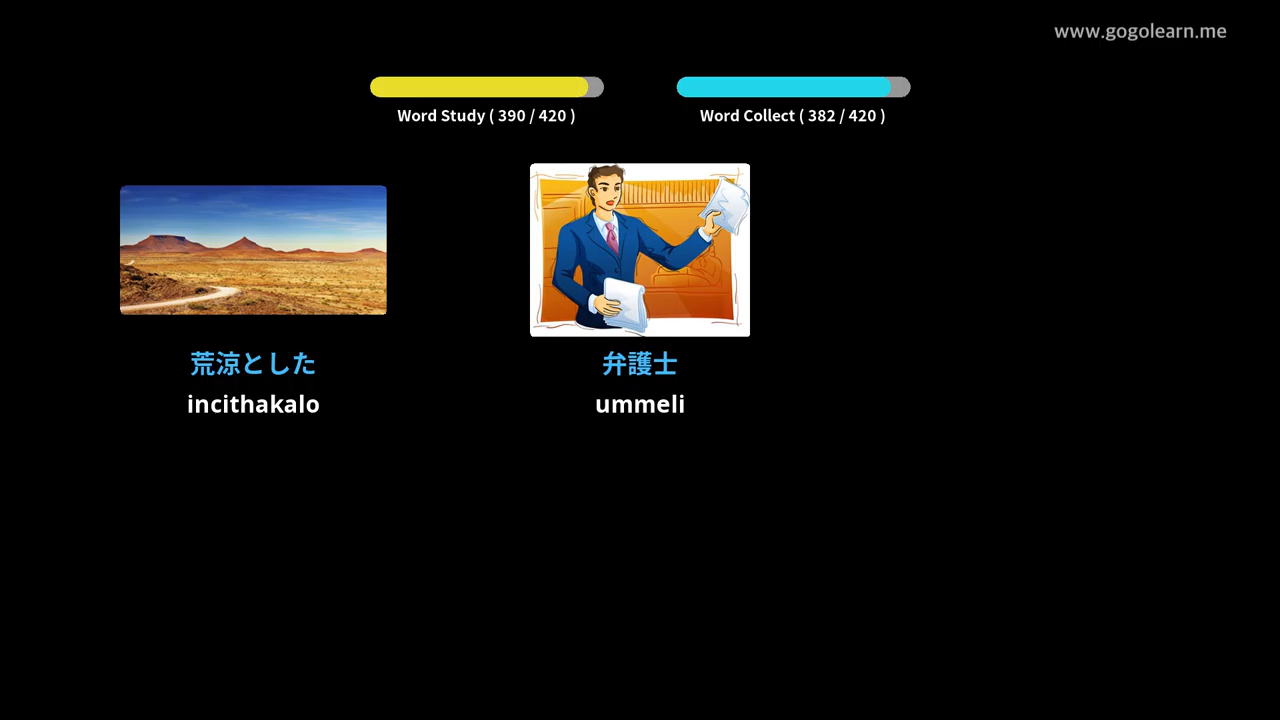 www.gogolearn.me
Word Study ( 390 / 420 )
Word Collect ( 382 / 420 )
荒涼とした
incithakalo
弁護士
ummeli